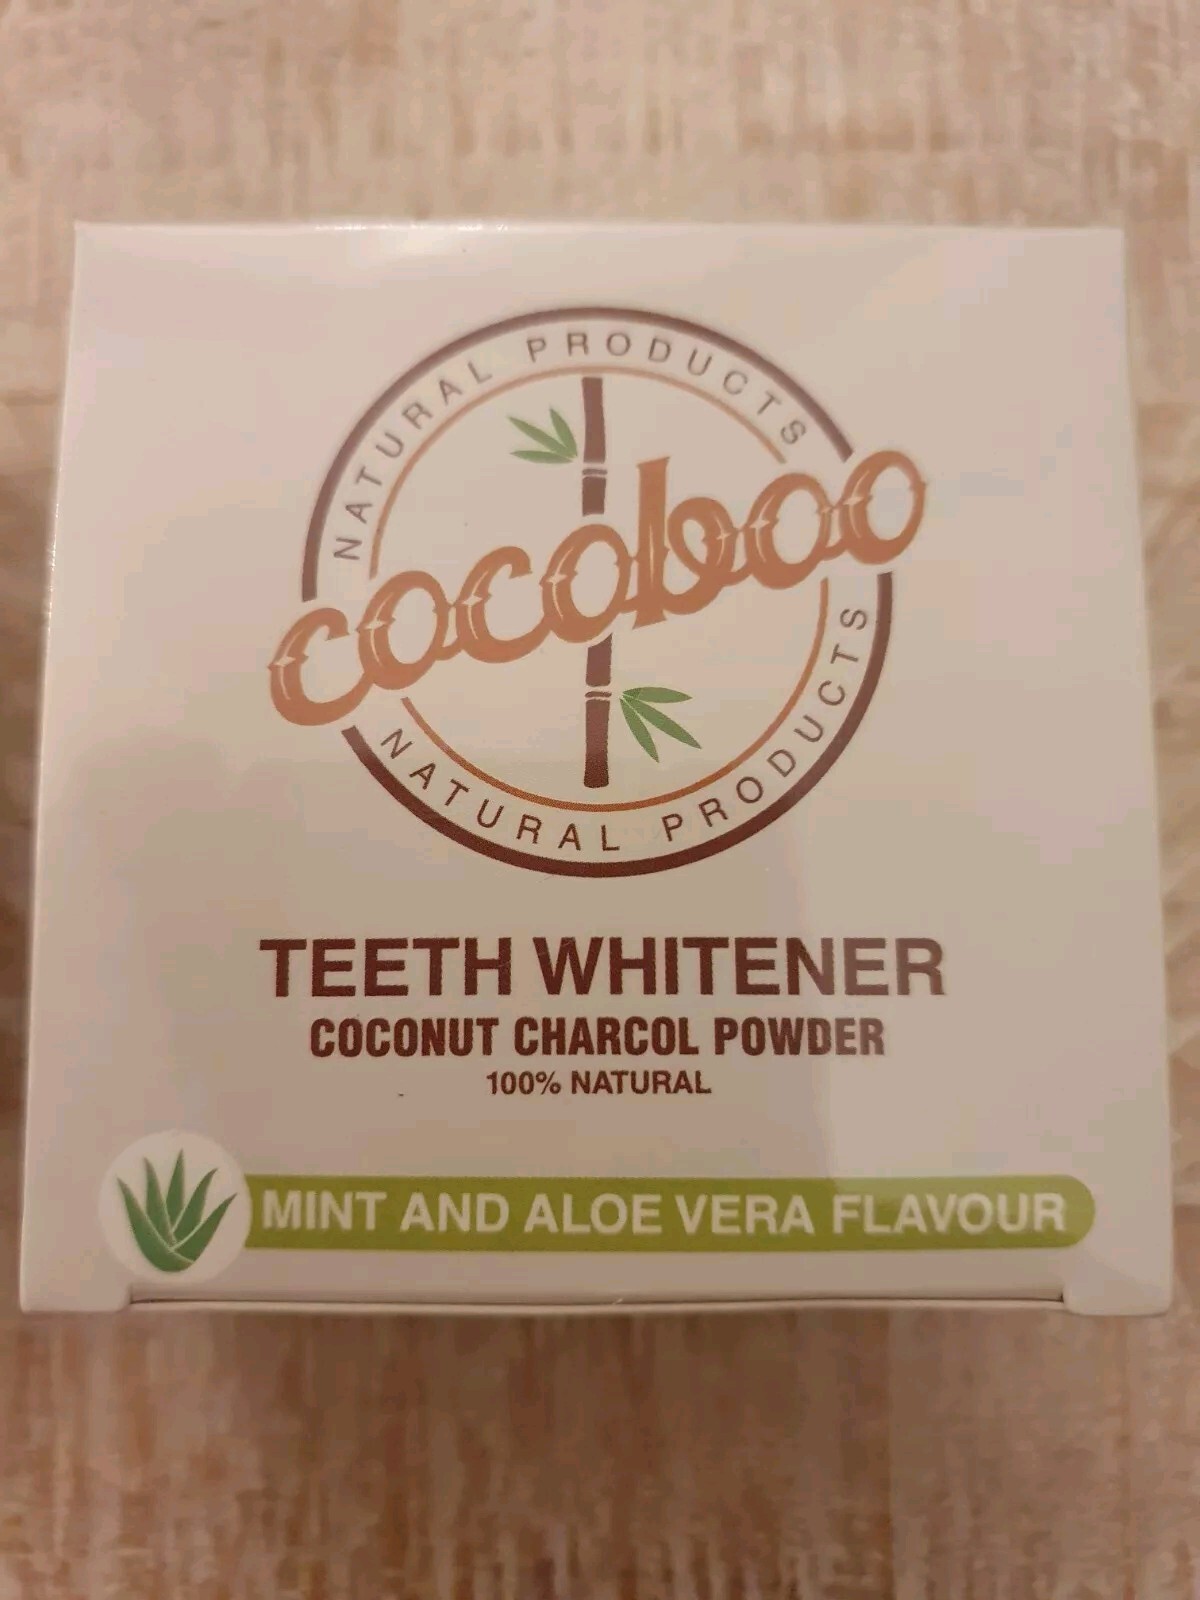 NATURAL PRODUCTS
cocoboo
NATURAL PRODUCTS
TEETH WHITENER
COCONUT CHARCOL POWDER
100% NATURAL
MINT AND ALOE VERA FLAVOUR